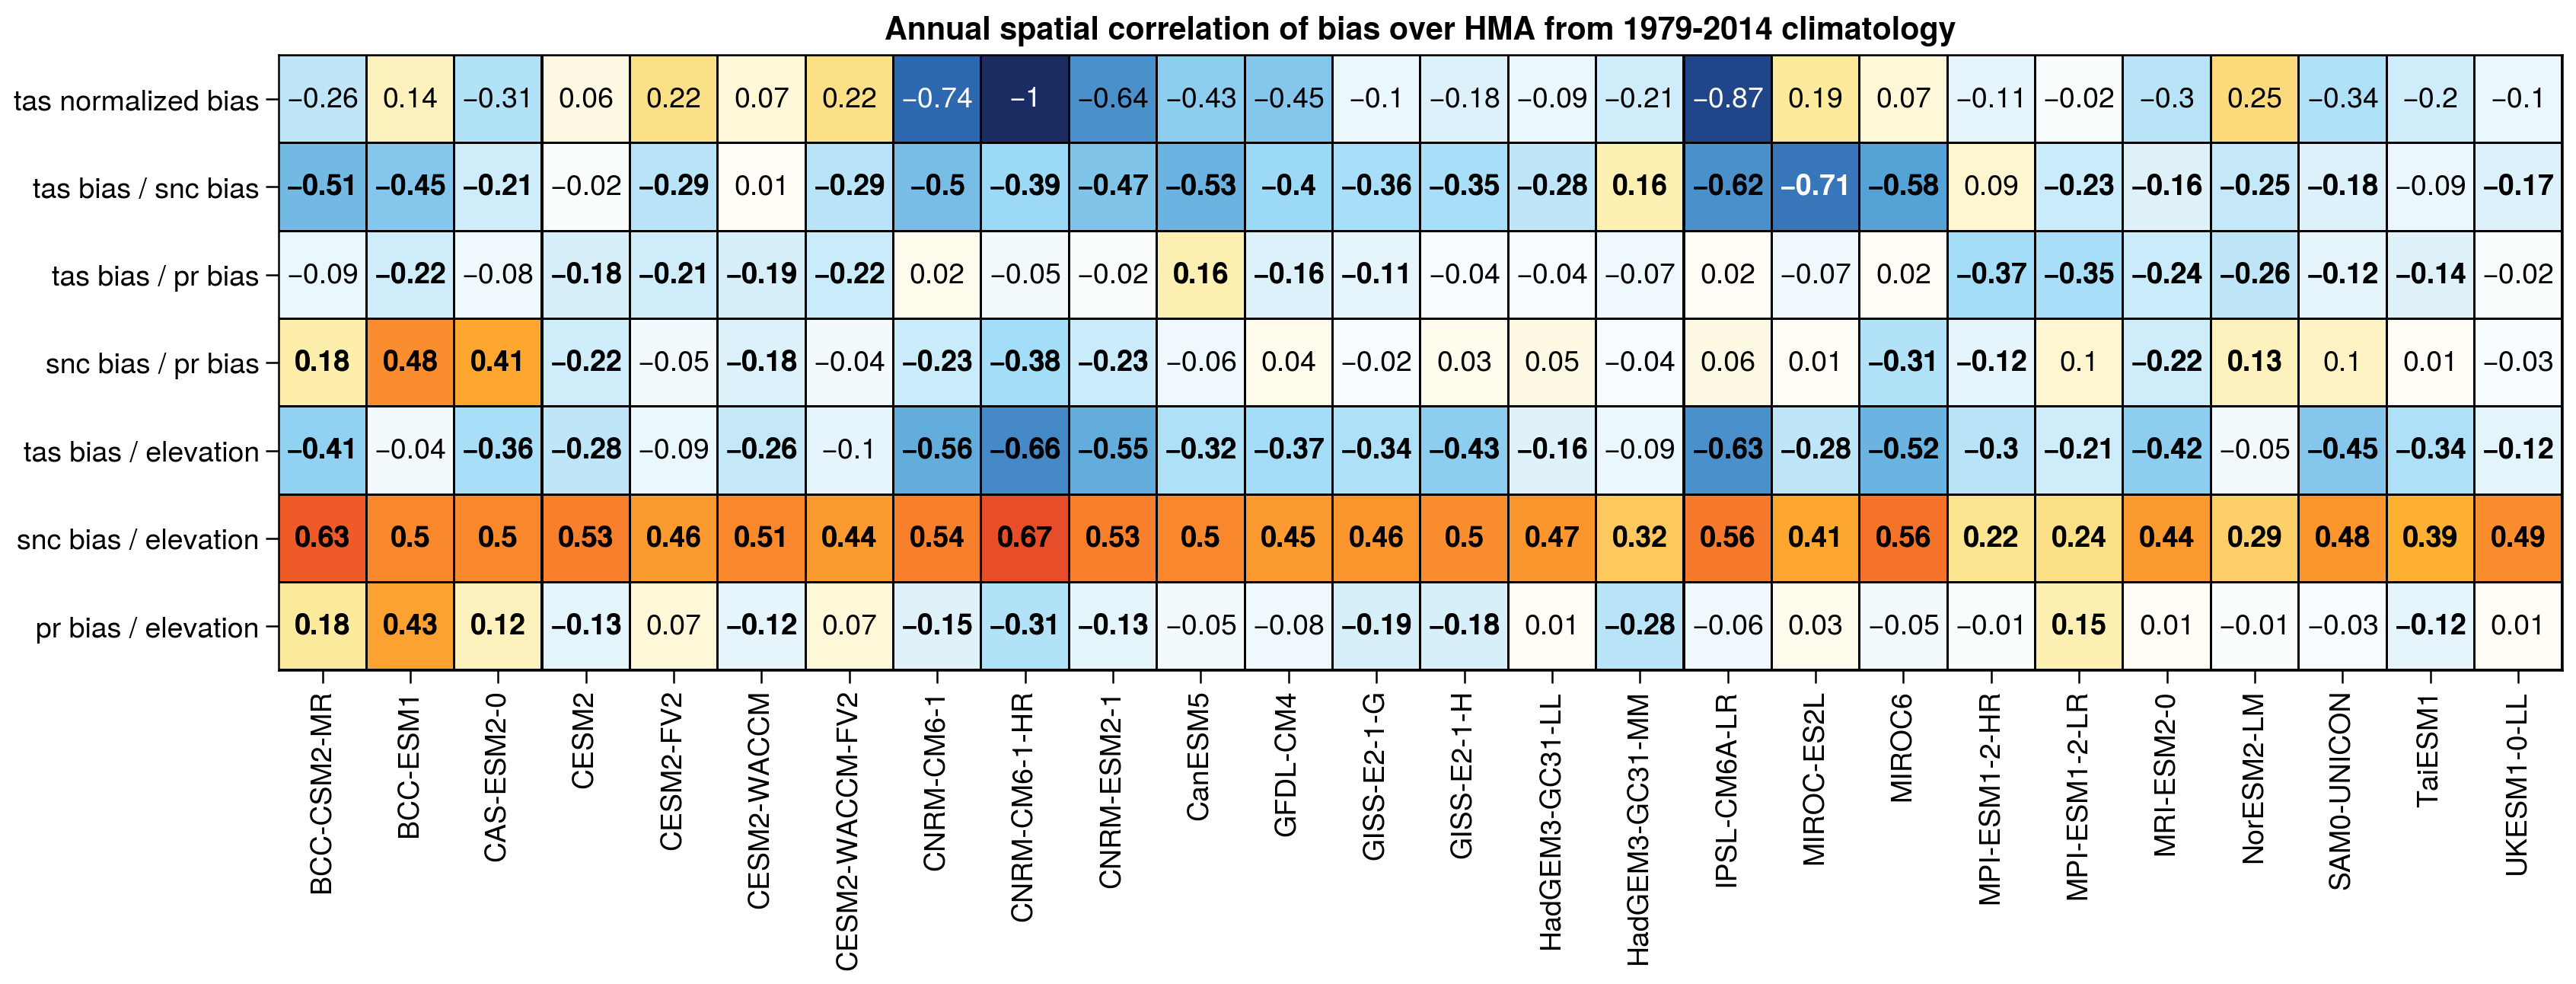 Annual spatial correlation of bias over HMA from 1979-2014 climatology
tas normalized bias −0.26 0.14 −0.31 0.06 0.22 0.07 0.22 −0.74 −1 −0.64 −0.43 −0.45 −0.1 −0.18 −0.09 −0.21 −0.87 0.19 0.07 −0.11 −0.02 −0.3 0.25 −0.34 −0.2 −0.1
tas bias / snc bias −0.51 −0.45 −0.21 −0.02 −0.29 0.01 −0.29 −0.5 −0.39 −0.47 −0.53 −0.4 −0.36 −0.35 −0.28 0.16 −0.62 −0.71 −0.58 0.09 −0.23 −0.16 −0.25 −0.18 −0.09 −0.17
tas bias / pr bias −0.09 −0.22 −0.08 −0.18 −0.21 −0.19 −0.22 0.02 −0.05 −0.02 0.16 −0.16 −0.11 −0.04 −0.04 −0.07 0.02 −0.07 0.02 −0.37 −0.35 −0.24 −0.26 −0.12 −0.14 −0.02
snc bias / pr bias 0.18 0.48 0.41 −0.22 −0.05 −0.18 −0.04 −0.23 −0.38 −0.23 −0.06 0.04 −0.02 0.03 0.05 −0.04 0.06 0.01 −0.31 −0.12 0.1 −0.22 0.13 0.1 0.01 −0.03
tas bias / elevation −0.41 −0.04 −0.36 −0.28 −0.09 −0.26 −0.1 −0.56 −0.66 −0.55 −0.32 −0.37 −0.34 −0.43 −0.16 −0.09 −0.63 −0.28 −0.52 −0.3 −0.21 −0.42 −0.05 −0.45 −0.34 −0.12
snc bias / elevation 0.63 0.5 0.5 0.53 0.46 0.51 0.44 0.54 0.67 0.53 0.5 0.45 0.46 0.5 0.47 0.32 0.56 0.41 0.56 0.22 0.24 0.44 0.29 0.48 0.39 0.49
pr bias / elevation 0.18 0.43 0.12 −0.13 0.07 −0.12 0.07 −0.15 −0.31 −0.13 −0.05 −0.08 −0.19 −0.18 0.01 −0.28 −0.06 0.03 −0.05 −0.01 0.15 0.01 −0.01 −0.03 −0.12 0.01
BCC-CSM2-MR
BCC-ESM1
CAS-ESM2-0
CESM2
CESM2-FV2
CESM2-WACCM
CESM2-WACCM-FV2
CNRM-CM6-1
CNRM-CM6-1-HR
CNRM-ESM2-1
CanESM5
GFDL-CM4
GISS-E2-1-G
GISS-E2-1-H
HadGEM3-GC31-LL
HadGEM3-GC31-MM
IPSL-CM6A-LR
MIROC-ES2L
MIROC6
MPI-ESM1-2-HR
MPI-ESM1-2-LR
MRI-ESM2-0
NorESM2-LM
SAM0-UNICON
TaiESM1
UKESM1-0-LL